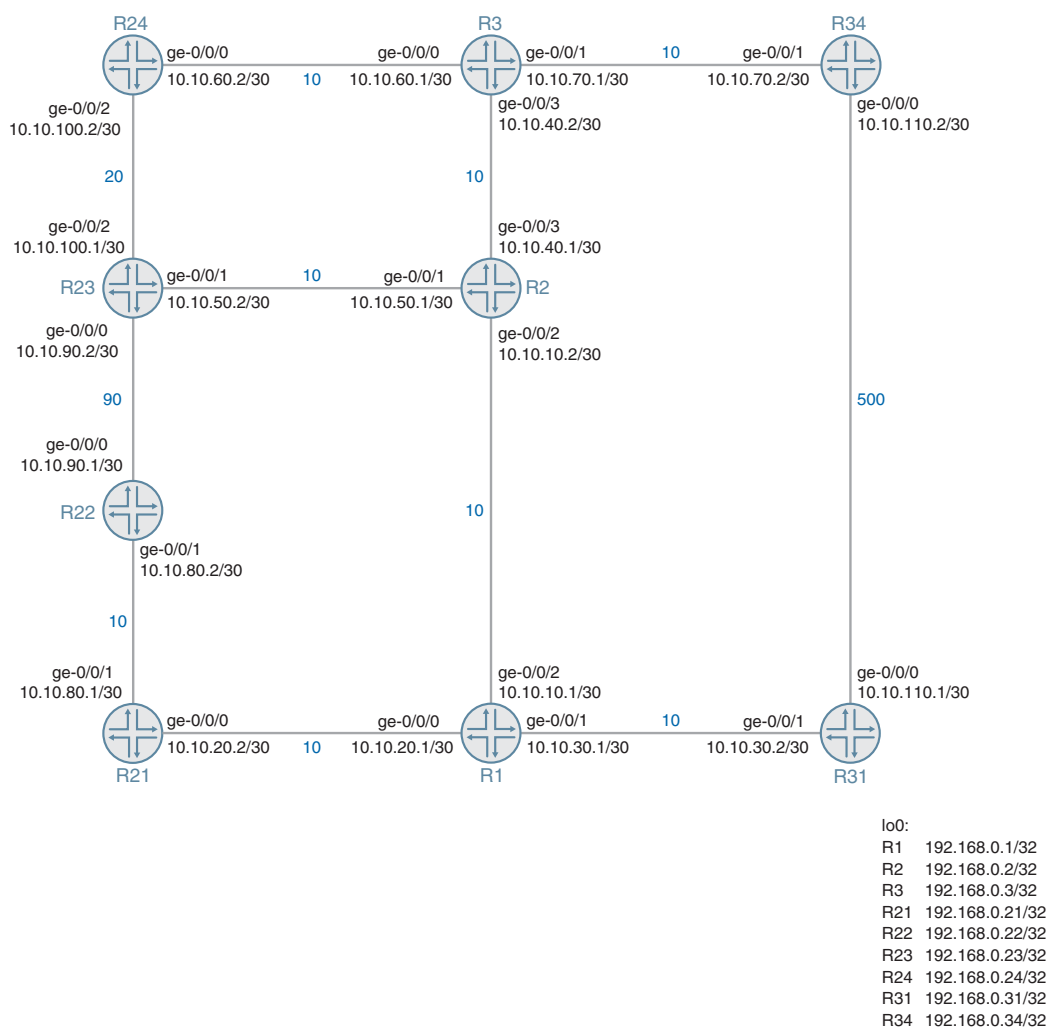 R24
R3
R34
ge-0/0/0
ge-0/0/0
ge-0/0/1
10
ge-0/0/1
10.10.60.2/30
10
10.10.60.1/30
10.10.70.1/30
10.10.70.2/30
ge-0/0/2
10.10.100.2/30
ge-0/0/3
10.10.40.2/30
ge-0/0/0
10.10.110.2/30
20
10
ge-0/0/2
10.10.100.1/30
ge-0/0/3
10.10.40.1/30
R23
ge-0/0/1
10
ge-0/0/1
R2
10.10.50.2/30
10.10.50.1/30
ge-0/0/0
10.10.90.2/30
ge-0/0/2
10.10.10.2/30
90
500
ge-0/0/0
10.10.90.1/30
R22
10
ge-0/0/1
10.10.80.2/30
10
ge-0/0/1
10.10.80.1/30
ge-0/0/2
10.10.10.1/30
ge-0/0/0
10.10.110.1/30
ge-0/0/0
ge-0/0/0
ge-0/0/1
10
ge-0/0/1
10.10.20.2/30
10
10.10.20.1/30
10.10.30.1/30
10.10.30.2/30
R21
R1
R31
lo0:
R1 192.168.0.1/32
R2 192.168.0.2/32
R3 192.168.0.3/32
R21 192.168.0.21/32
R22 192.168.0.22/32
R23 192.168.0.23/32
R24 192.168.0.24/32
R31 192.168.0.31/32
R34 192.168.0.34/32